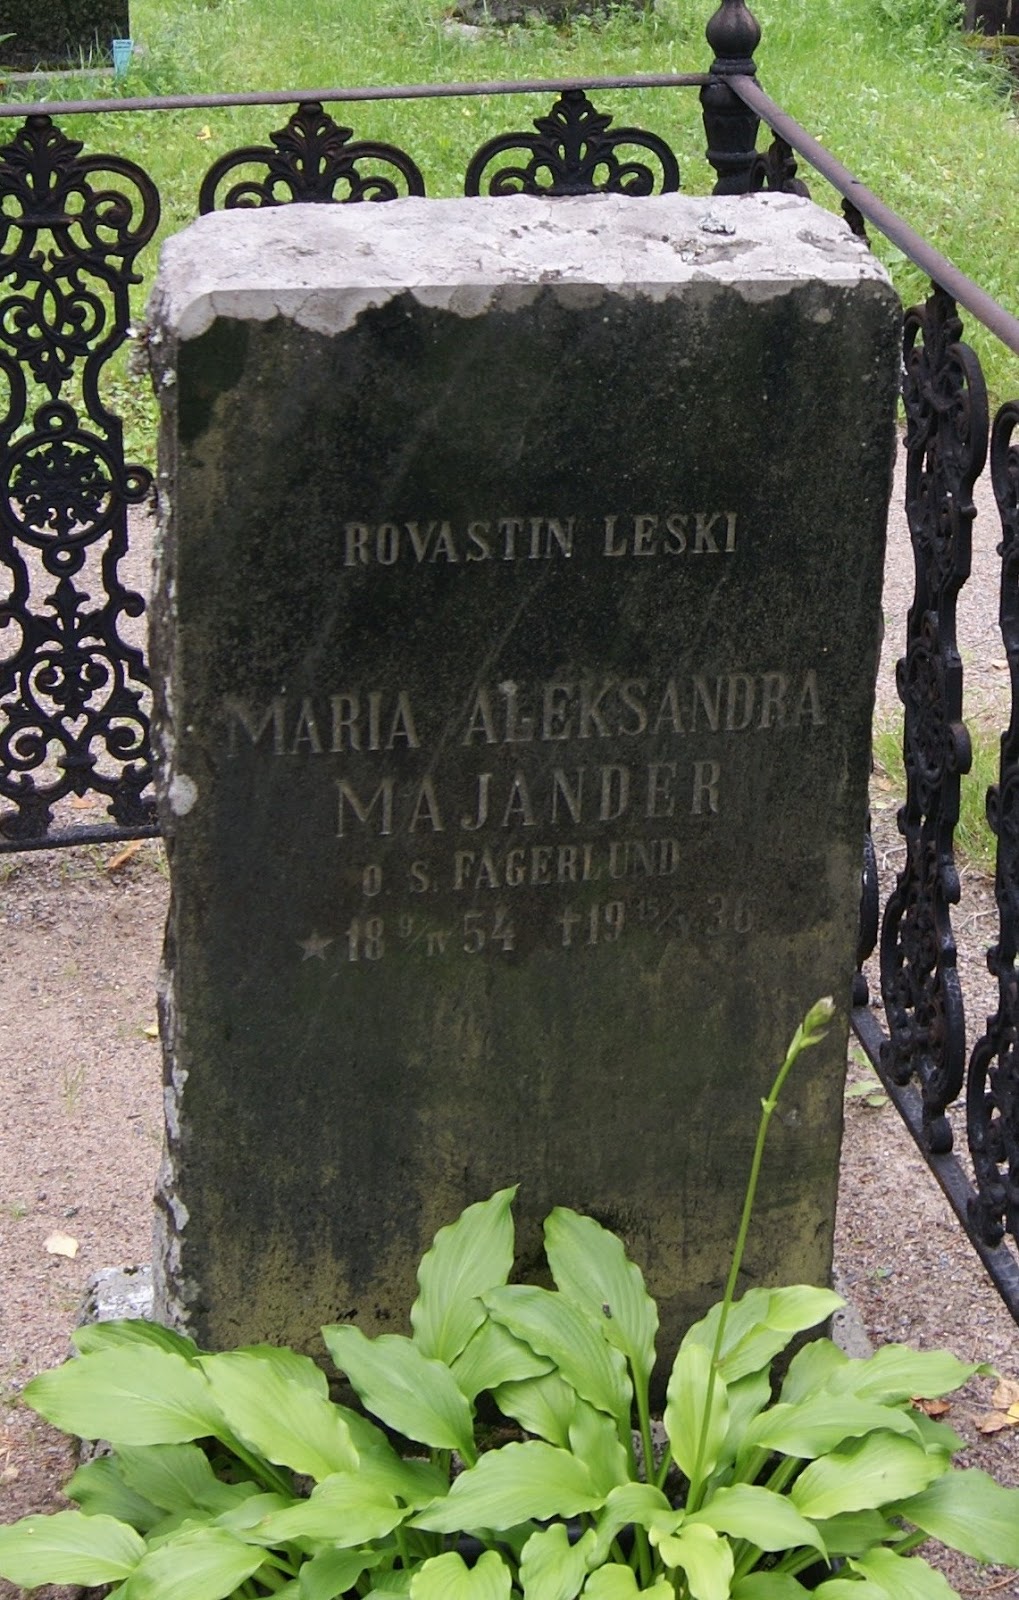 ROVASTIN LESKI
MARIA ALEKSANDRA
MAJANDER
O. S. FAGERLUND
★ 18 9/IV 54 ✝ 19 15/V 36